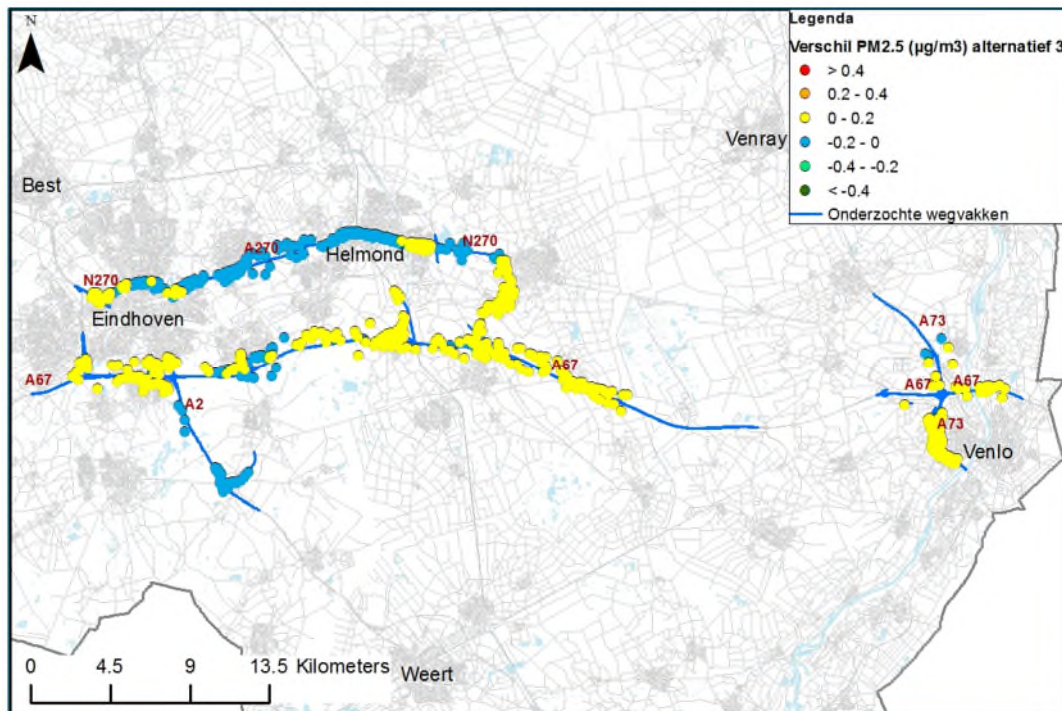 N
Legenda
Verschil PM2.5 (µg/m3) alternatief 3
> 0.4
0.2 - 0.4
0 - 0.2
-0.2 - 0
-0.4 - -0.2
< -0.4
Onderzochte wegvakken
Venray
Best
A270
N270
Helmond
N270
Eindhoven
A73
A67
A67
A67
A67
A2
A73
Venlo
0 4.5 9 13.5 Kilometers
Weert